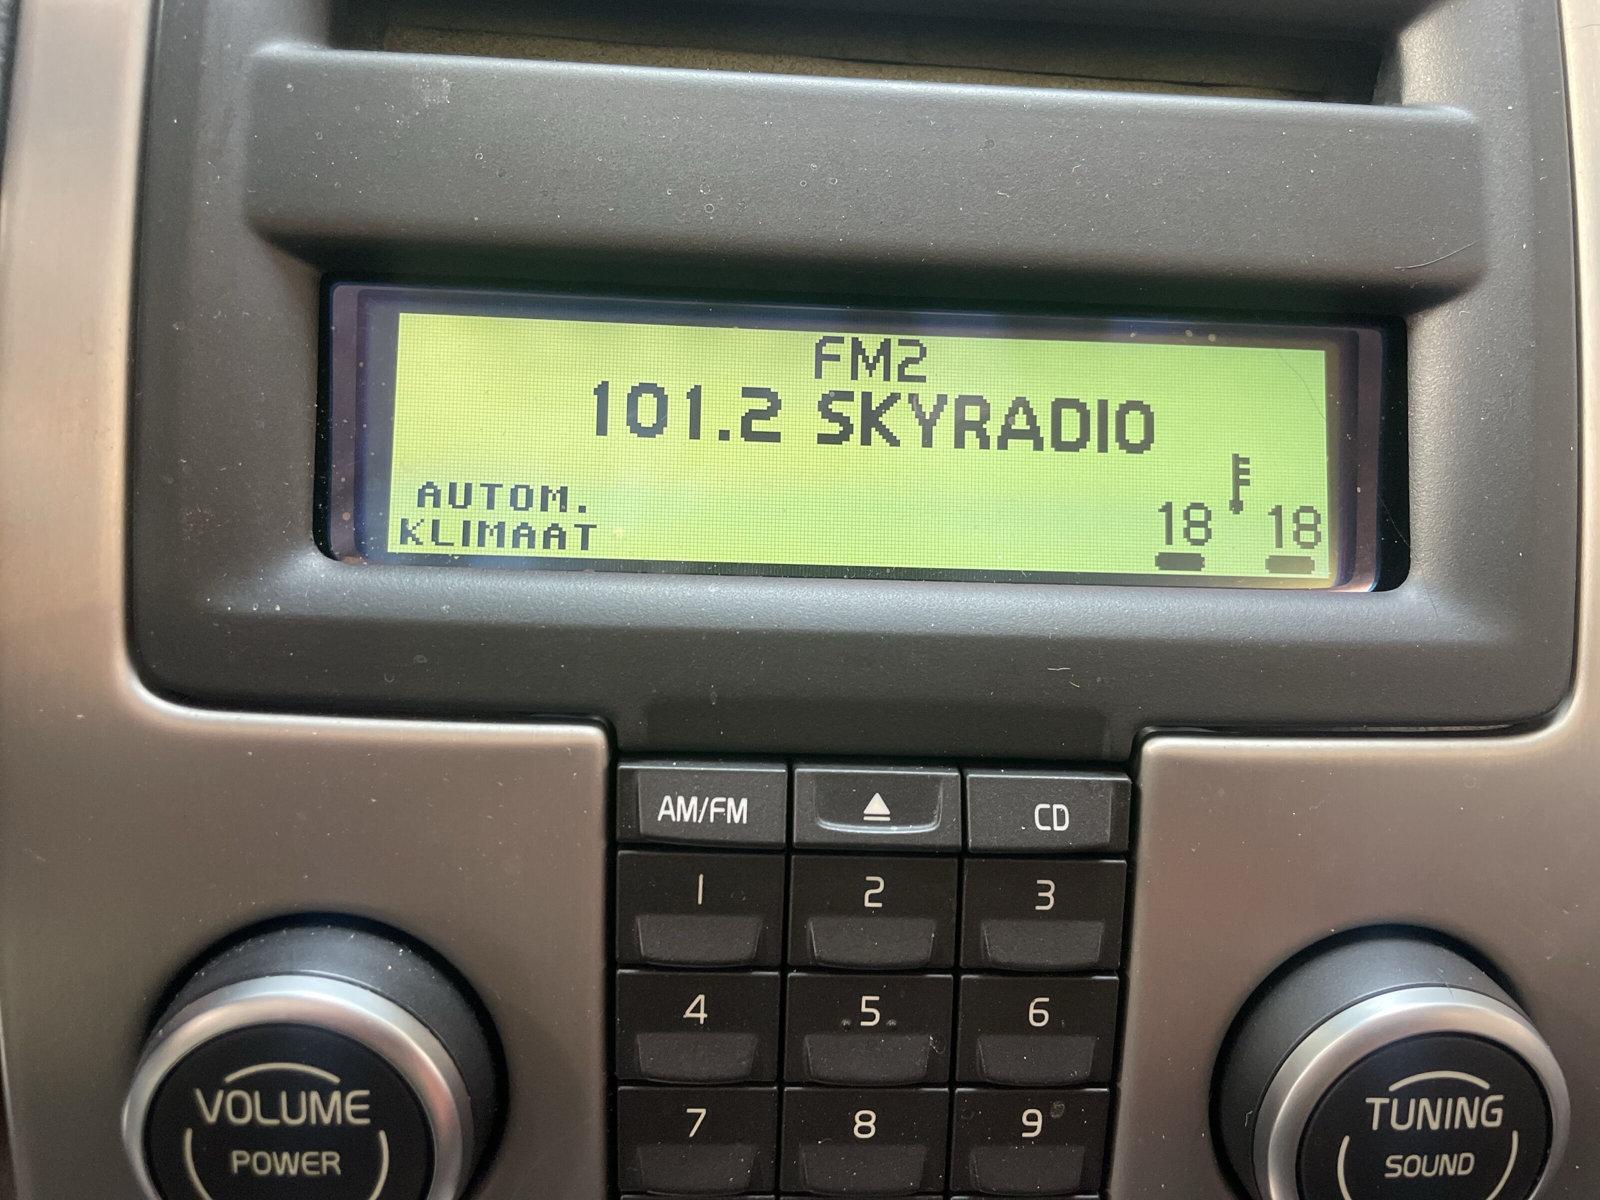 FM2
101.2 SKYRADIO
AUTOM.
KLIMAAT
18 18
AM/FM CD
1 2 3
4 5 6
7 8 9
VOLUME
POWER
TUNING
SOUND